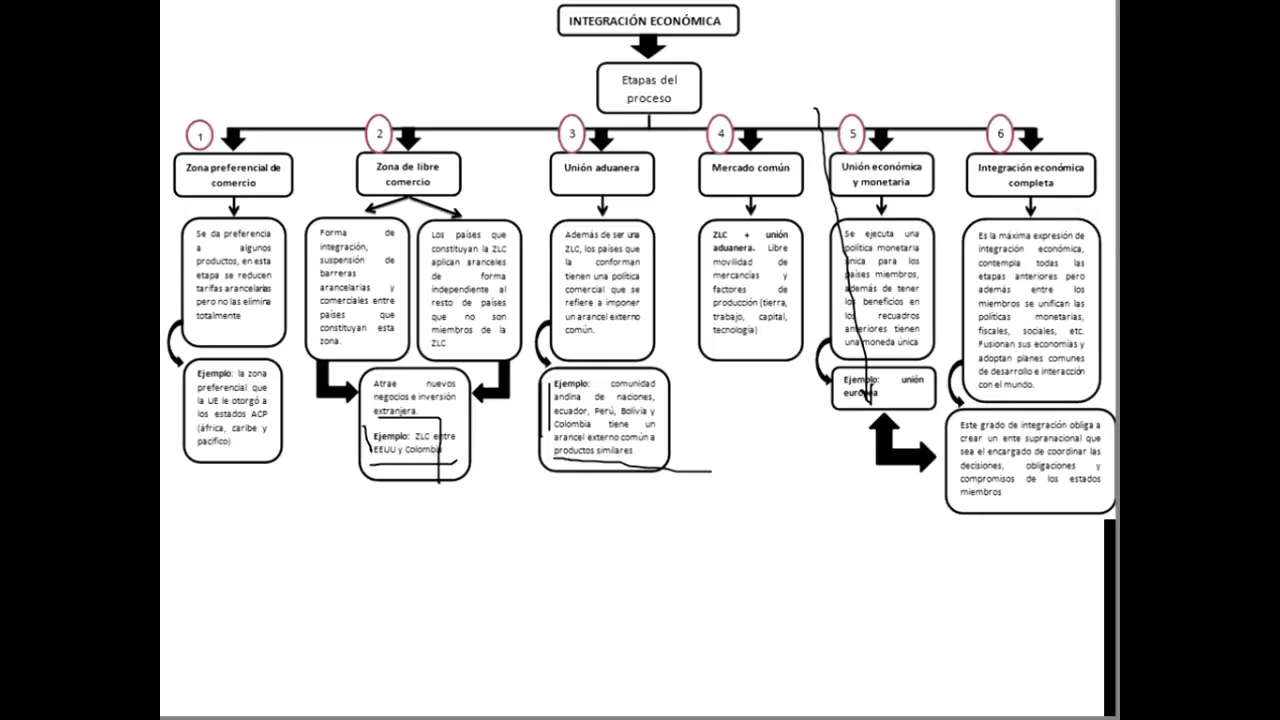 INTEGRACIÓN ECONÓMICA
Etapas del
proceso
1
2
3
4
5
6
Zona preferencial de
comercio
Zona de libre
comercio
Unión aduanera
Mercado común
Unión económica
y monetaria
Integración económica
completa
Se da preferencia
a algunos
productos, en esta
etapa se reducen
tarifas arancelarias
pero no las elimina
totalmente
Ejemplo: la zona
preferencial que
la UE le otorgó a
los estados ACP
(áfrica, caribe y
pacifico)
Forma de
integración,
suspensión de
barreras
arancelarias y
comerciales entre
países que
constituyan esta
zona.
Los países que
constituyan la ZLC
aplican aranceles
de forma
independiente al
resto de países
que no son
miembros de la
ZLC
Atrae nuevos
negocios e inversión
extranjera.
Ejemplo: ZLC entre
EEUU y Colombia
Además de ser una
ZLC, los países que
la conforman
tienen una política
comercial que se
refiere a imponer
un arancel externo
común.
Ejemplo: comunidad
andina de naciones,
ecuador, Perú, Bolivia y
Colombia tiene un
arancel externo común a
productos similares
ZLC + unión
aduanera. Libre
movilidad de
mercancías y
factores de
producción (tierra,
trabajo, capital,
tecnología)
Se ejecuta una
política monetaria
única para los
países miembros,
además de tener
los beneficios en
los recuadros
anteriores tienen
una moneda única
Ejemplo: unión
europea
Es la máxima expresión de
integración económica,
contempla todas las
etapas anteriores pero
además entre los
miembros se unifican las
políticas monetarias,
fiscales, sociales, etc.
Fusionan sus economías y
adoptan planes comunes
de desarrollo e interacción
con el mundo.
Este grado de integración obliga a
crear un ente supranacional que
sea el encargado de coordinar las
decisiones, obligaciones y
compromisos de los estados
miembros